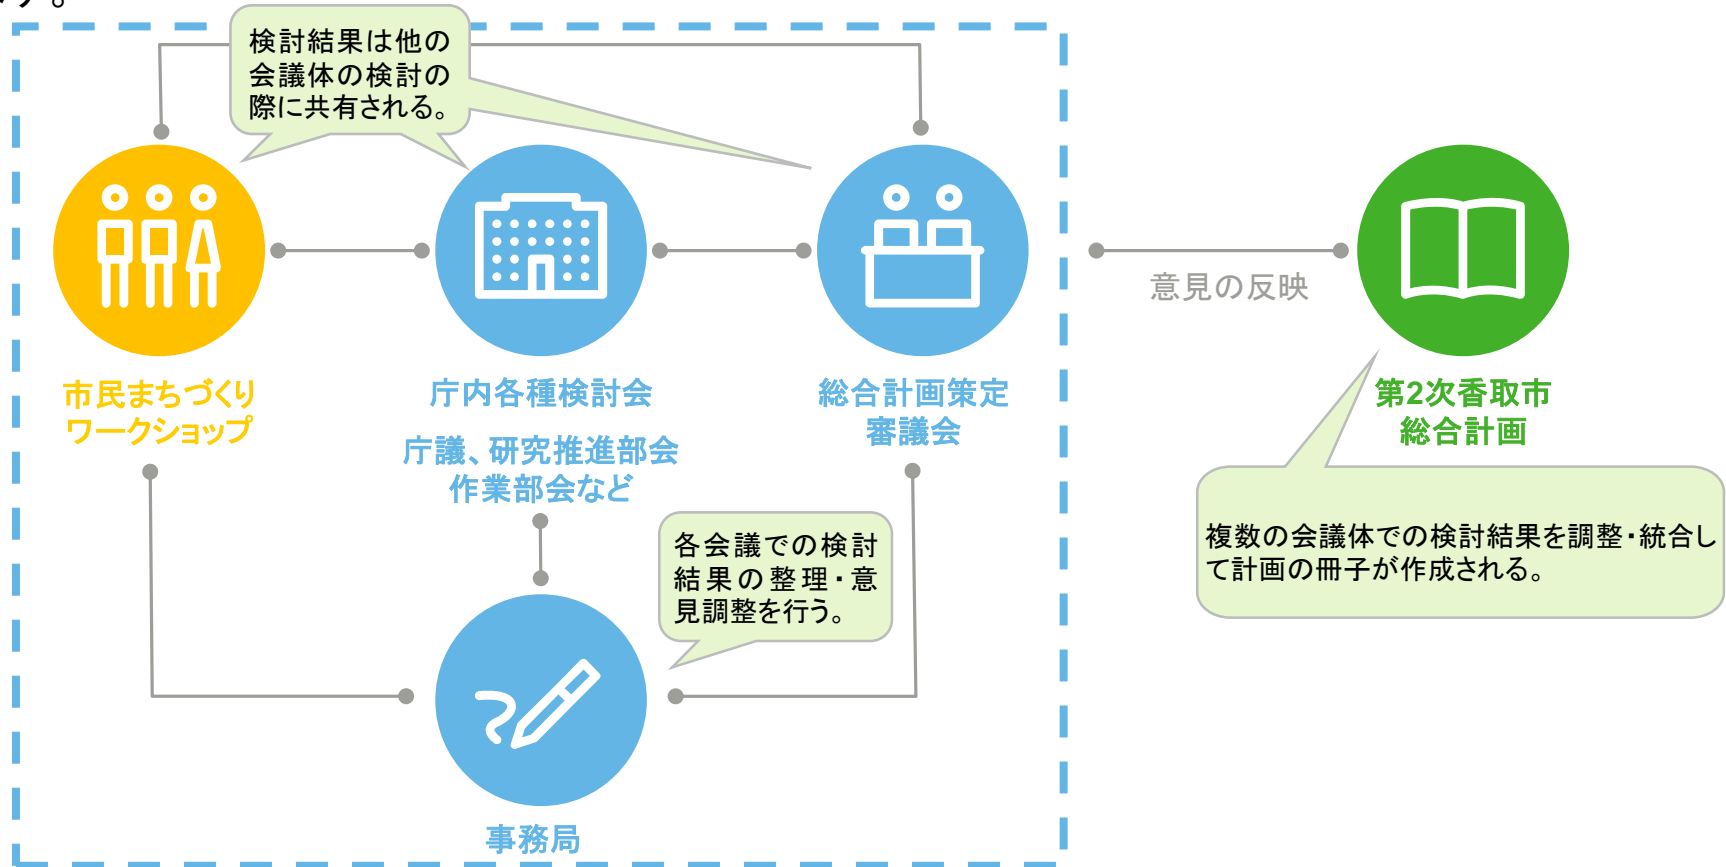 す。
検討結果は他の
会議体の検討の
際に共有される。
意見の反映
市民まちづくり
ワークショップ
庁内各種検討会
庁議、研究推進部会
作業部会など
総合計画策定
審議会
第2次香取市
総合計画
各会議での検討
結果の整理・意
見調整を行う。
複数の会議体での検討結果を調整・統合し
て計画の冊子が作成される。
事務局